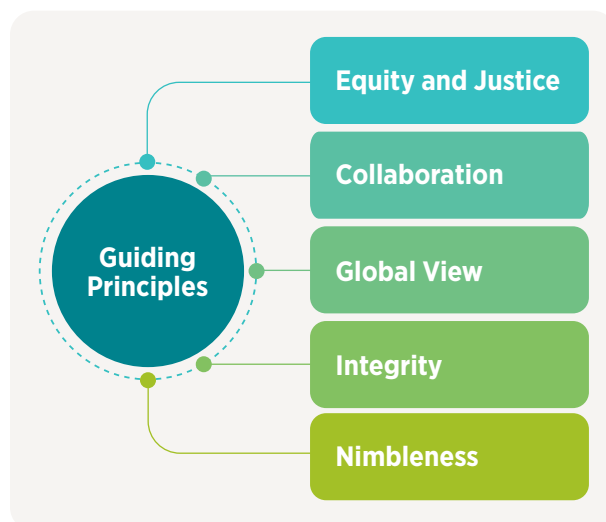 Guiding
Principles
Equity and Justice
Collaboration
Global View
Integrity
Nimbleness